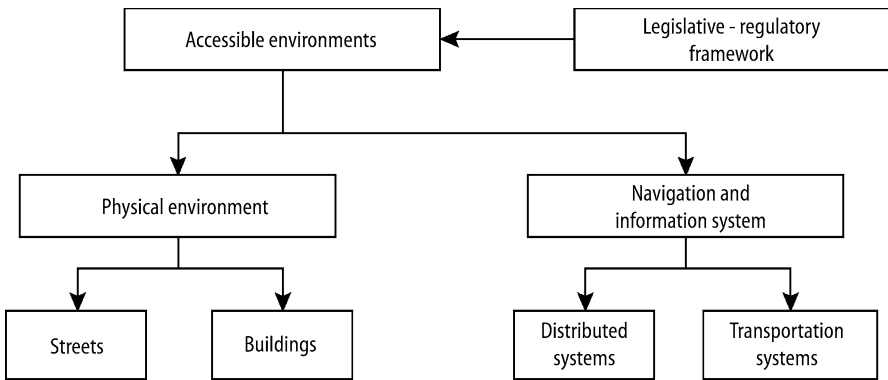 Accessible environments
Legislative - regulatory
framework
Physical environment
Navigation and
information system
Streets
Buildings
Distributed
systems
Transportation
systems